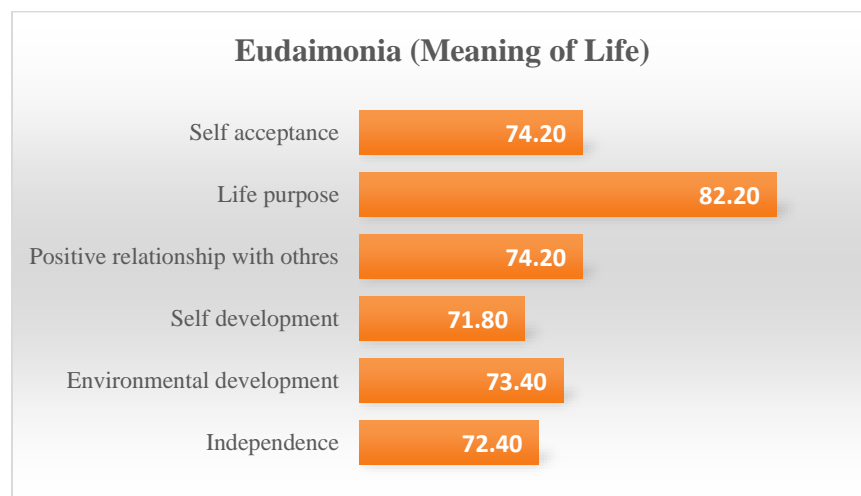 Eudaimonia (Meaning of Life)
Self acceptance 74.20
Life purpose 82.20
Positive relationship with othres 74.20
Self development 71.80
Environmental development 73.40
Independence 72.40